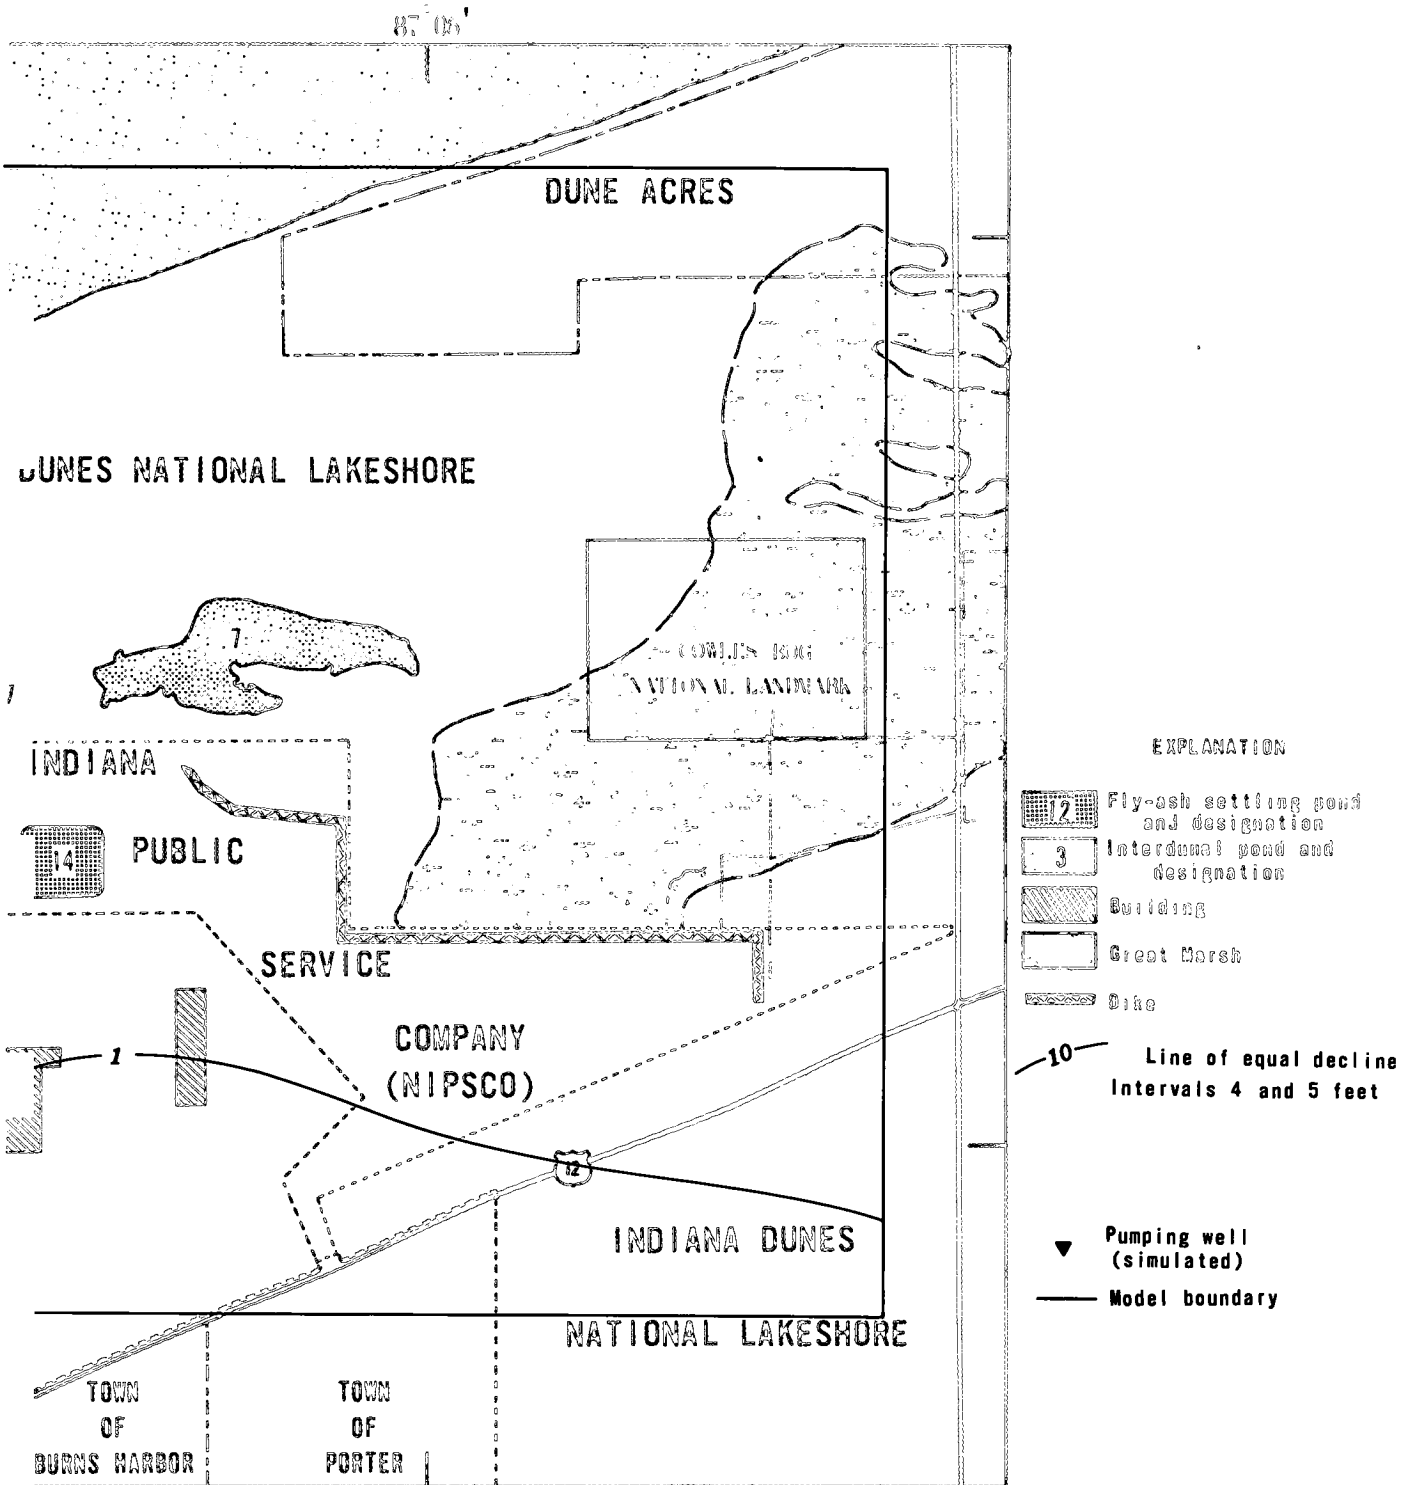 87° 05'
DUNE ACRES
DUNES NATIONAL LAKESHORE
7
COWLES BOG
NATIONAL LANDMARK
1
INDIANA
14
PUBLIC
SERVICE
COMPANY
(NIPSCO)
1
12
INDIANA DUNES
NATIONAL LAKESHORE
TOWN
OF
BURNS HARBOR
TOWN
OF
PORTER
EXPLANATION
12 Fly-ash settling pond
and designation
3 Interdunal pond and
designation
Building
Great Marsh
Dike
10 Line of equal decline
Intervals 4 and 5 feet
Pumping well
(simulated)
Model boundary